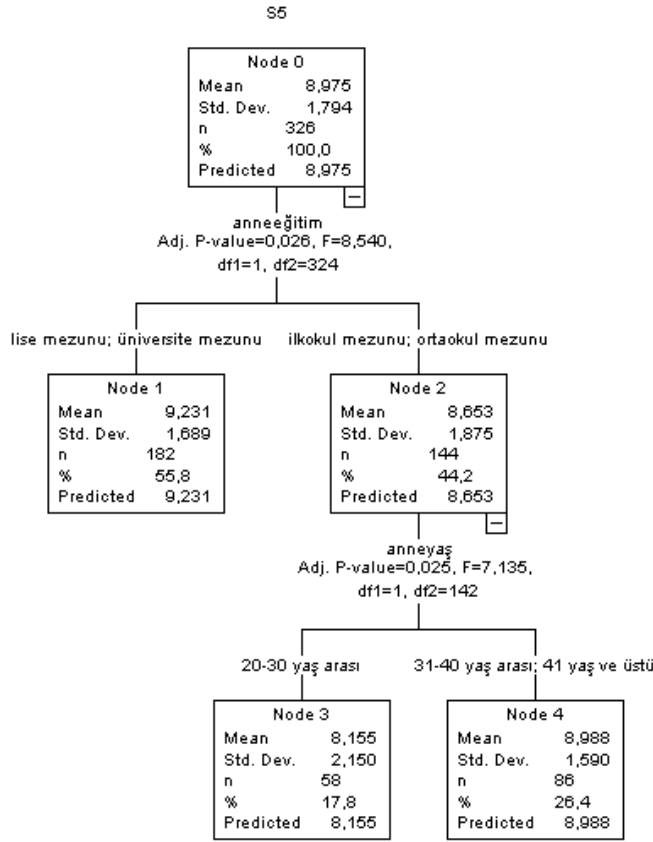 S5
Node 0
Mean 8,975
Std. Dev. 1,794
n 326
% 100,0
Predicted 8,975
anneeğitim
Adj. P-value=0,026, F=8,540,
df1=1, df2=324
lise mezunu; üniversite mezunu
ilkokul mezunu; ortaokul mezunu
Node 1
Mean 9,231
Std. Dev. 1,689
n 182
% 55,8
Predicted 9,231
Node 2
Mean 8,653
Std. Dev. 1,875
n 144
% 44,2
Predicted 8,653
anneyaş
Adj. P-value=0,025, F=7,135,
df1=1, df2=142
20-30 yaş arası
31-40 yaş arası; 41 yaş ve üstü
Node 3
Mean 8,155
Std. Dev. 2,150
n 58
% 17,8
Predicted 8,155
Node 4
Mean 8,988
Std. Dev. 1,590
n 86
% 26,4
Predicted 8,988